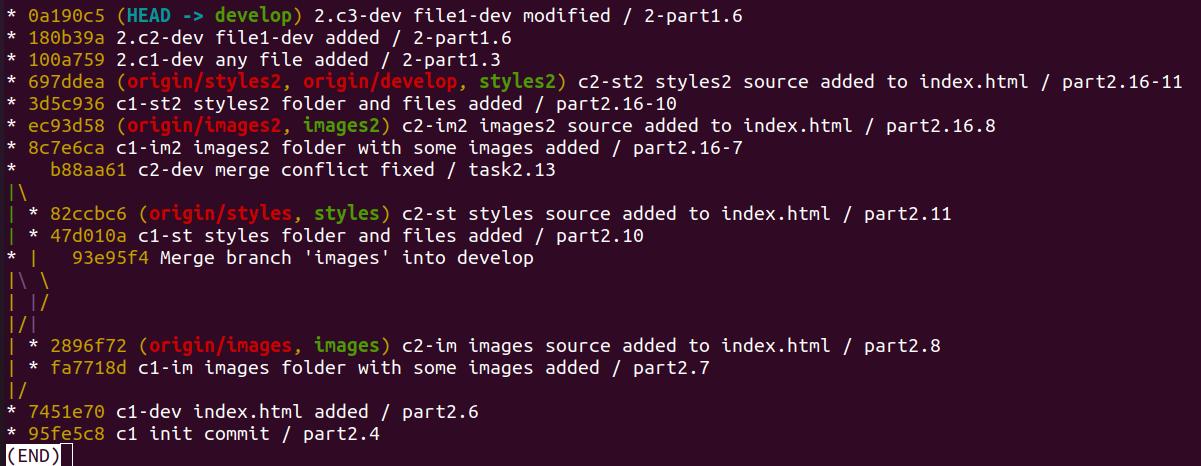 * 0a190c5 (HEAD -> develop) 2.c3-dev file1-dev modified / 2-part1.6
* 180b39a 2.c2-dev file1-dev added / 2-part1.6
* 100a759 2.c1-dev any file added / 2-part1.3
* 697ddea (origin/styles2, origin/develop, styles2) c2-st2 styles2 source added to index.html / part2.16-11
* 3d5c936 c1-st2 styles2 folder and files added / part2.16-10
* ec93d58 (origin/images2, images2) c2-im2 images2 source added to index.html / part2.16.8
* 8c7e6ca c1-im2 images2 folder with some images added / part2.16-7
*   b88aa61 c2-dev merge conflict fixed / task2.13
|\
| * 82ccbc6 (origin/styles, styles) c2-st styles source added to index.html / part2.11
| * 47d010a c1-st styles folder and files added / part2.10
* |   93e95f4 Merge branch 'images' into develop
|\ \
| |/
|/|
| * 2896f72 (origin/images, images) c2-im images source added to index.html / part2.8
| * fa7718d c1-im images folder with some images added / part2.7
|/
* 7451e70 c1-dev index.html added / part2.6
* 95fe5c8 c1 init commit / part2.4
(END)